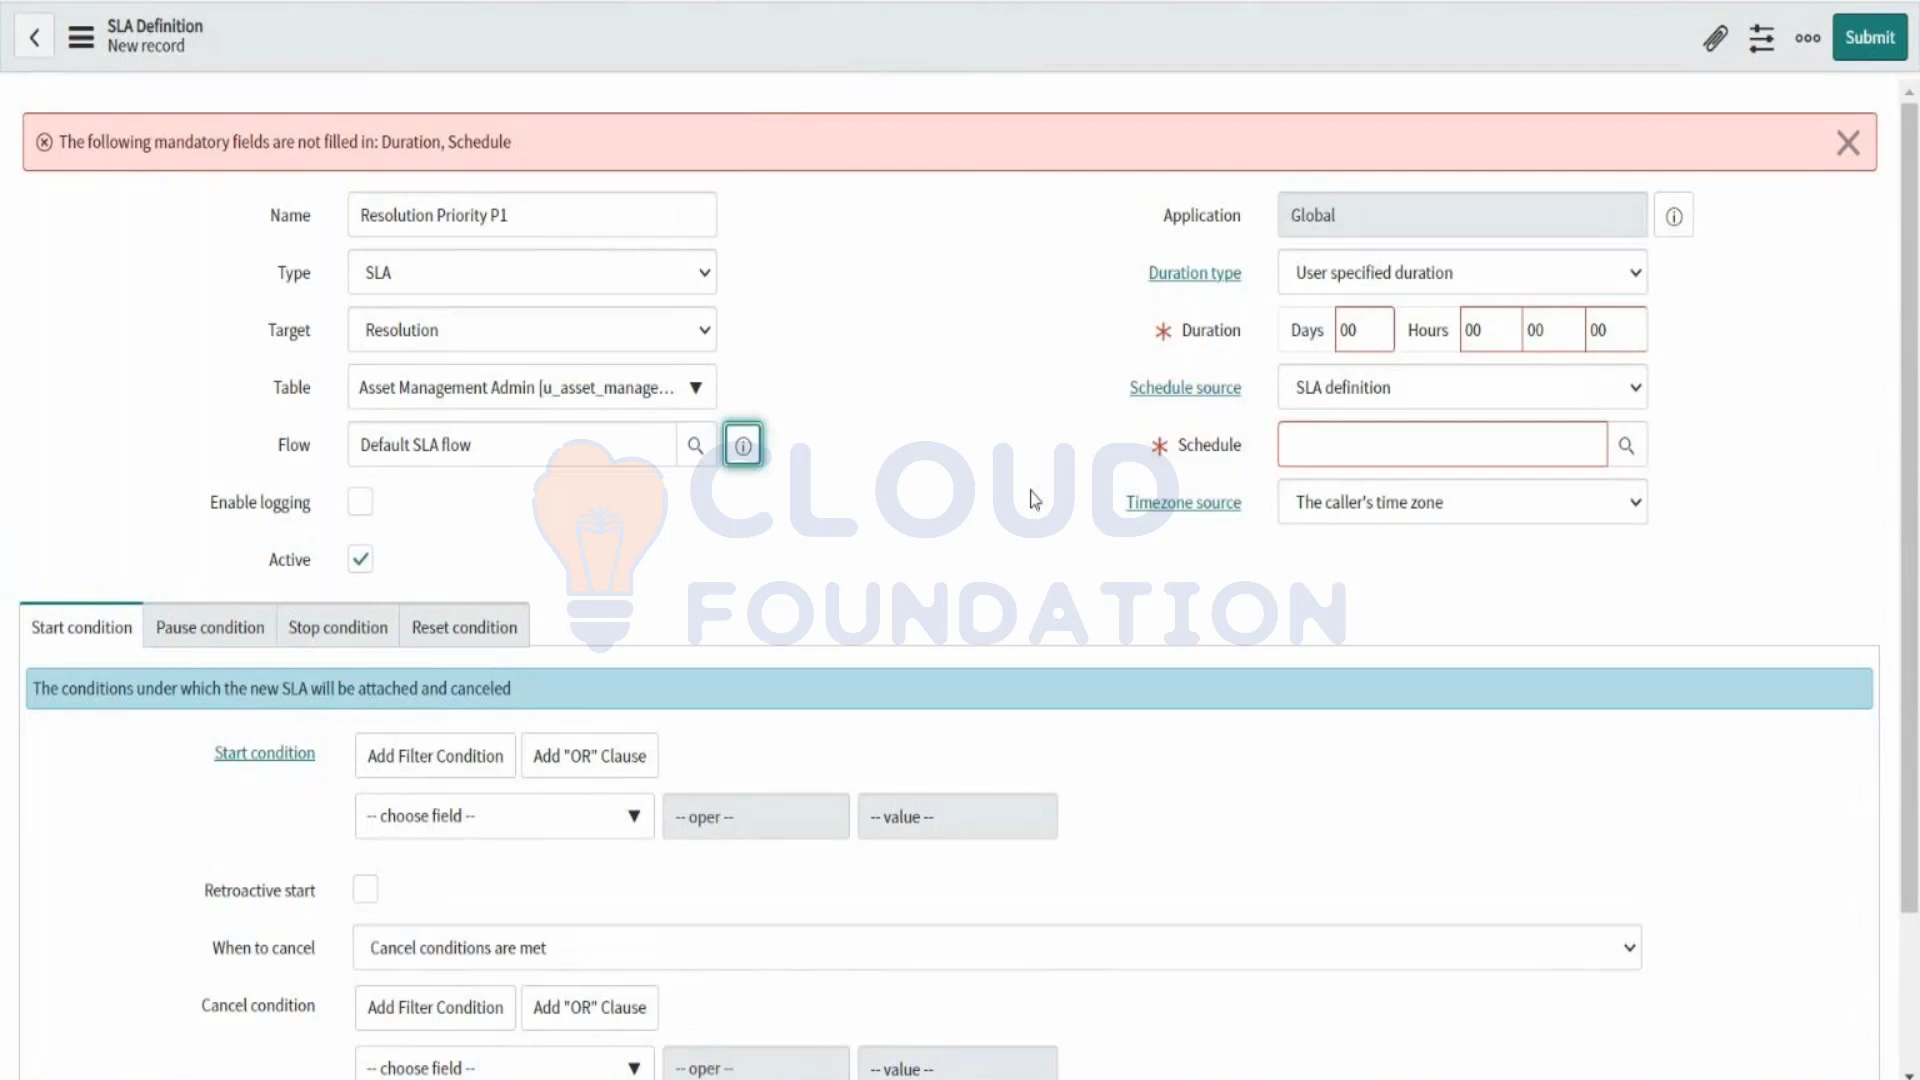 SLA Definition
New record
Submit
The following mandatory fields are not filled in: Duration, Schedule
Name Resolution Priority P1
Application Global
Type SLA
Duration type User specified duration
Target Resolution
Duration Days 00 Hours 00 00 00
Table Asset Management Admin [u_asset_manage...
Schedule source SLA definition
Flow Default SLA flow
Schedule
Enable logging
Timezone source The caller's time zone
Active
CLOUD
FOUNDATION
Start condition Pause condition Stop condition Reset condition
The conditions under which the new SLA will be attached and canceled
Start condition Add Filter Condition Add "OR" Clause
-- choose field -- -- oper -- -- value --
Retroactive start
When to cancel Cancel conditions are met
Cancel condition Add Filter Condition Add "OR" Clause
-- choose field -- -- oper -- -- value --